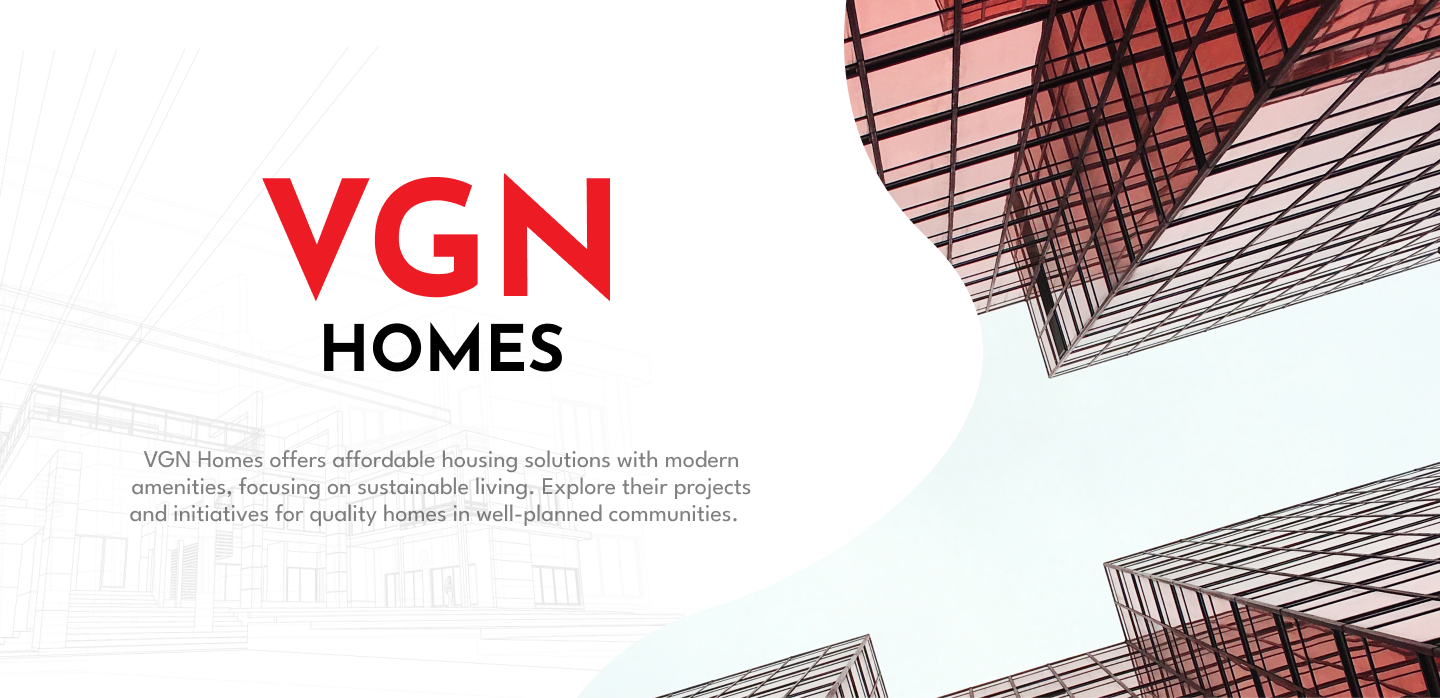 VGN
HOMES
VGN Homes offers affordable housing solutions with modern
amenities, focusing on sustainable living. Explore their projects
and initiatives for quality homes in well-planned communities.